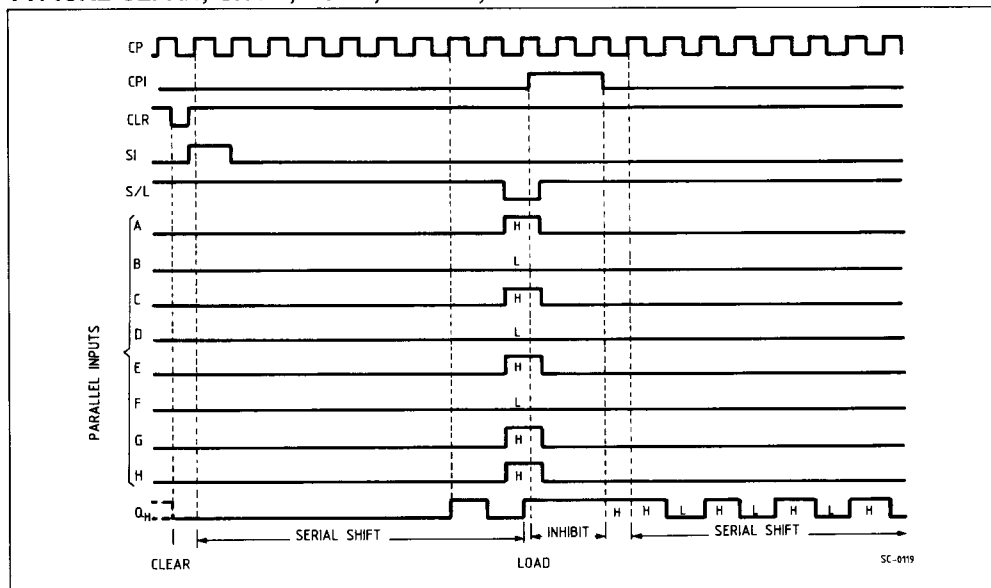 CP
CPI
CLR
SI
S/L
A H
B L
C H
D L
E H
F L
G H
H H
PARALLEL INPUTS
QH H H L H L H L H
SERIAL SHIFT INHIBIT SERIAL SHIFT
CLEAR LOAD SC-0119